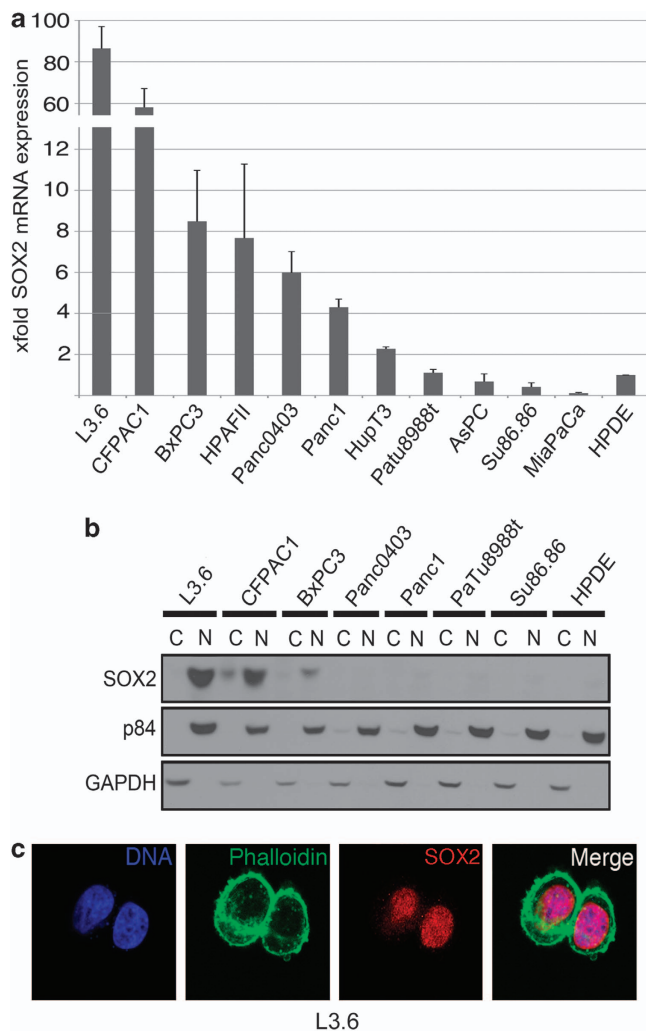 a
xfold SOX2 mRNA expression
100
80
60
12
10
8
6
4
2
L3.6
CFPAC1
BxPC3
HPAFII
Panc0403
Panc1
HupT3
Patu8988t
AsPC
Su86.86
MiaPaCa
HPDE
b
L3.6
CFPAC1
BxPC3
Panc0403
Panc1
PaTu8988t
Su86.86
HPDE
C N C N C N C N C N C N C N C N
SOX2
p84
GAPDH
c
DNA
Phalloidin
SOX2
Merge
L3.6